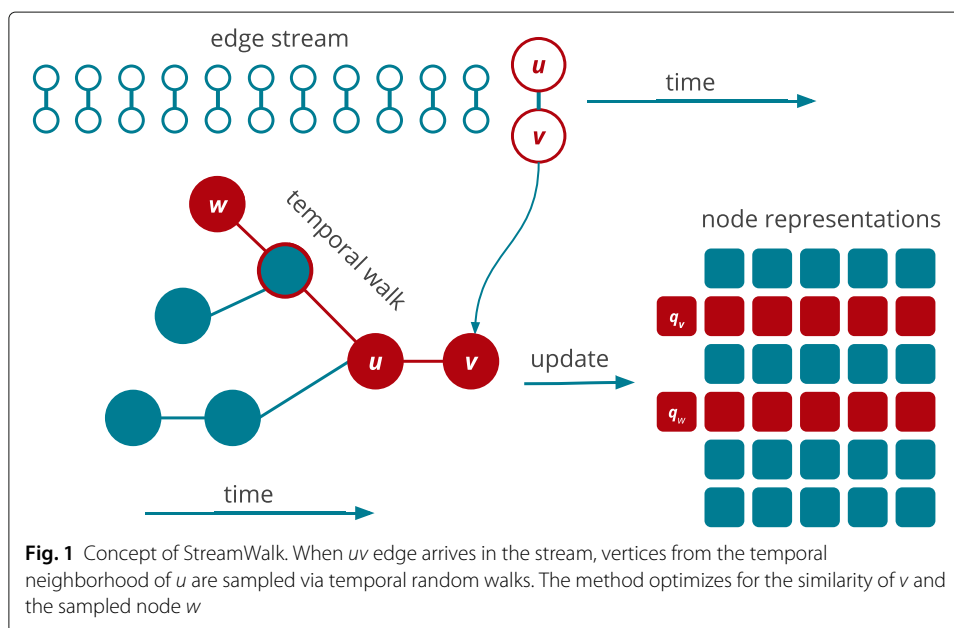 edge stream
u
v
time
w
temporal walk
u
v
node representations
q_v
update
q_w
time
Fig. 1 Concept of StreamWalk. When uv edge arrives in the stream, vertices from the temporal
neighborhood of u are sampled via temporal random walks. The method optimizes for the similarity of v and
the sampled node w